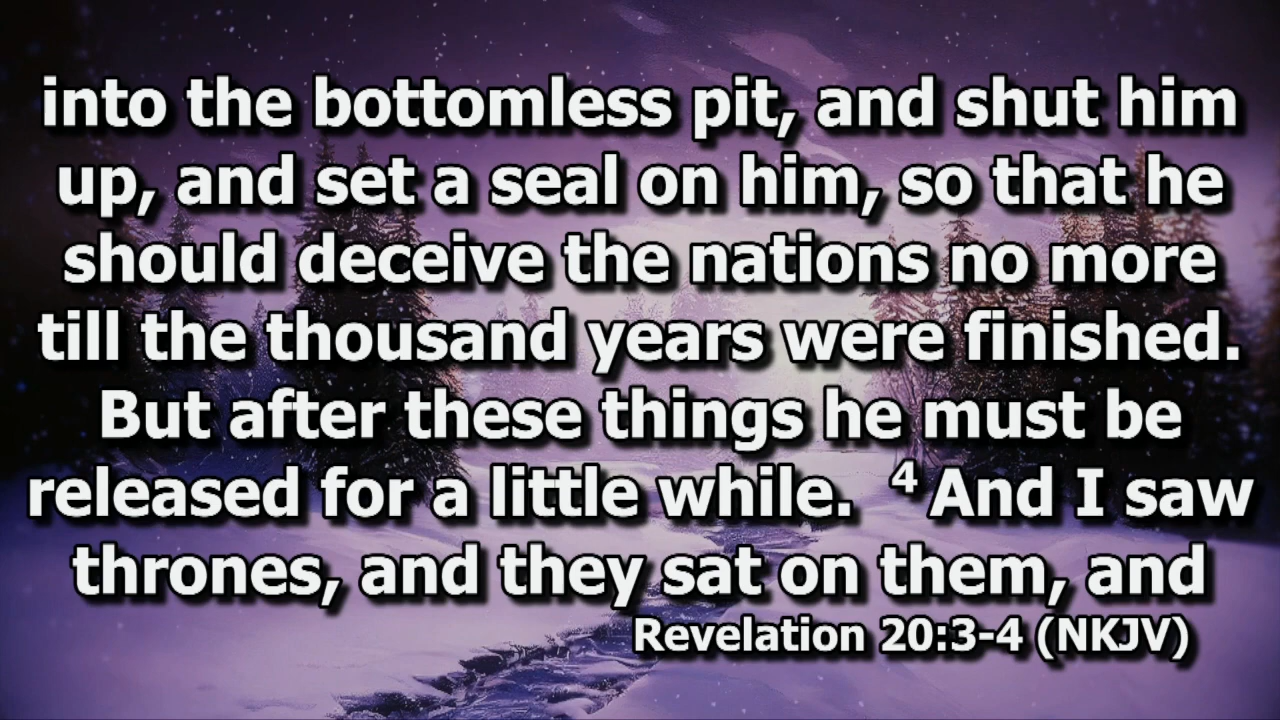 into the bottomless pit, and shut him
up, and set a seal on him, so that he
should deceive the nations no more
till the thousand years were finished.
But after these things he must be
released for a little while. ⁴ And I saw
thrones, and they sat on them, and
Revelation 20:3-4 (NKJV)